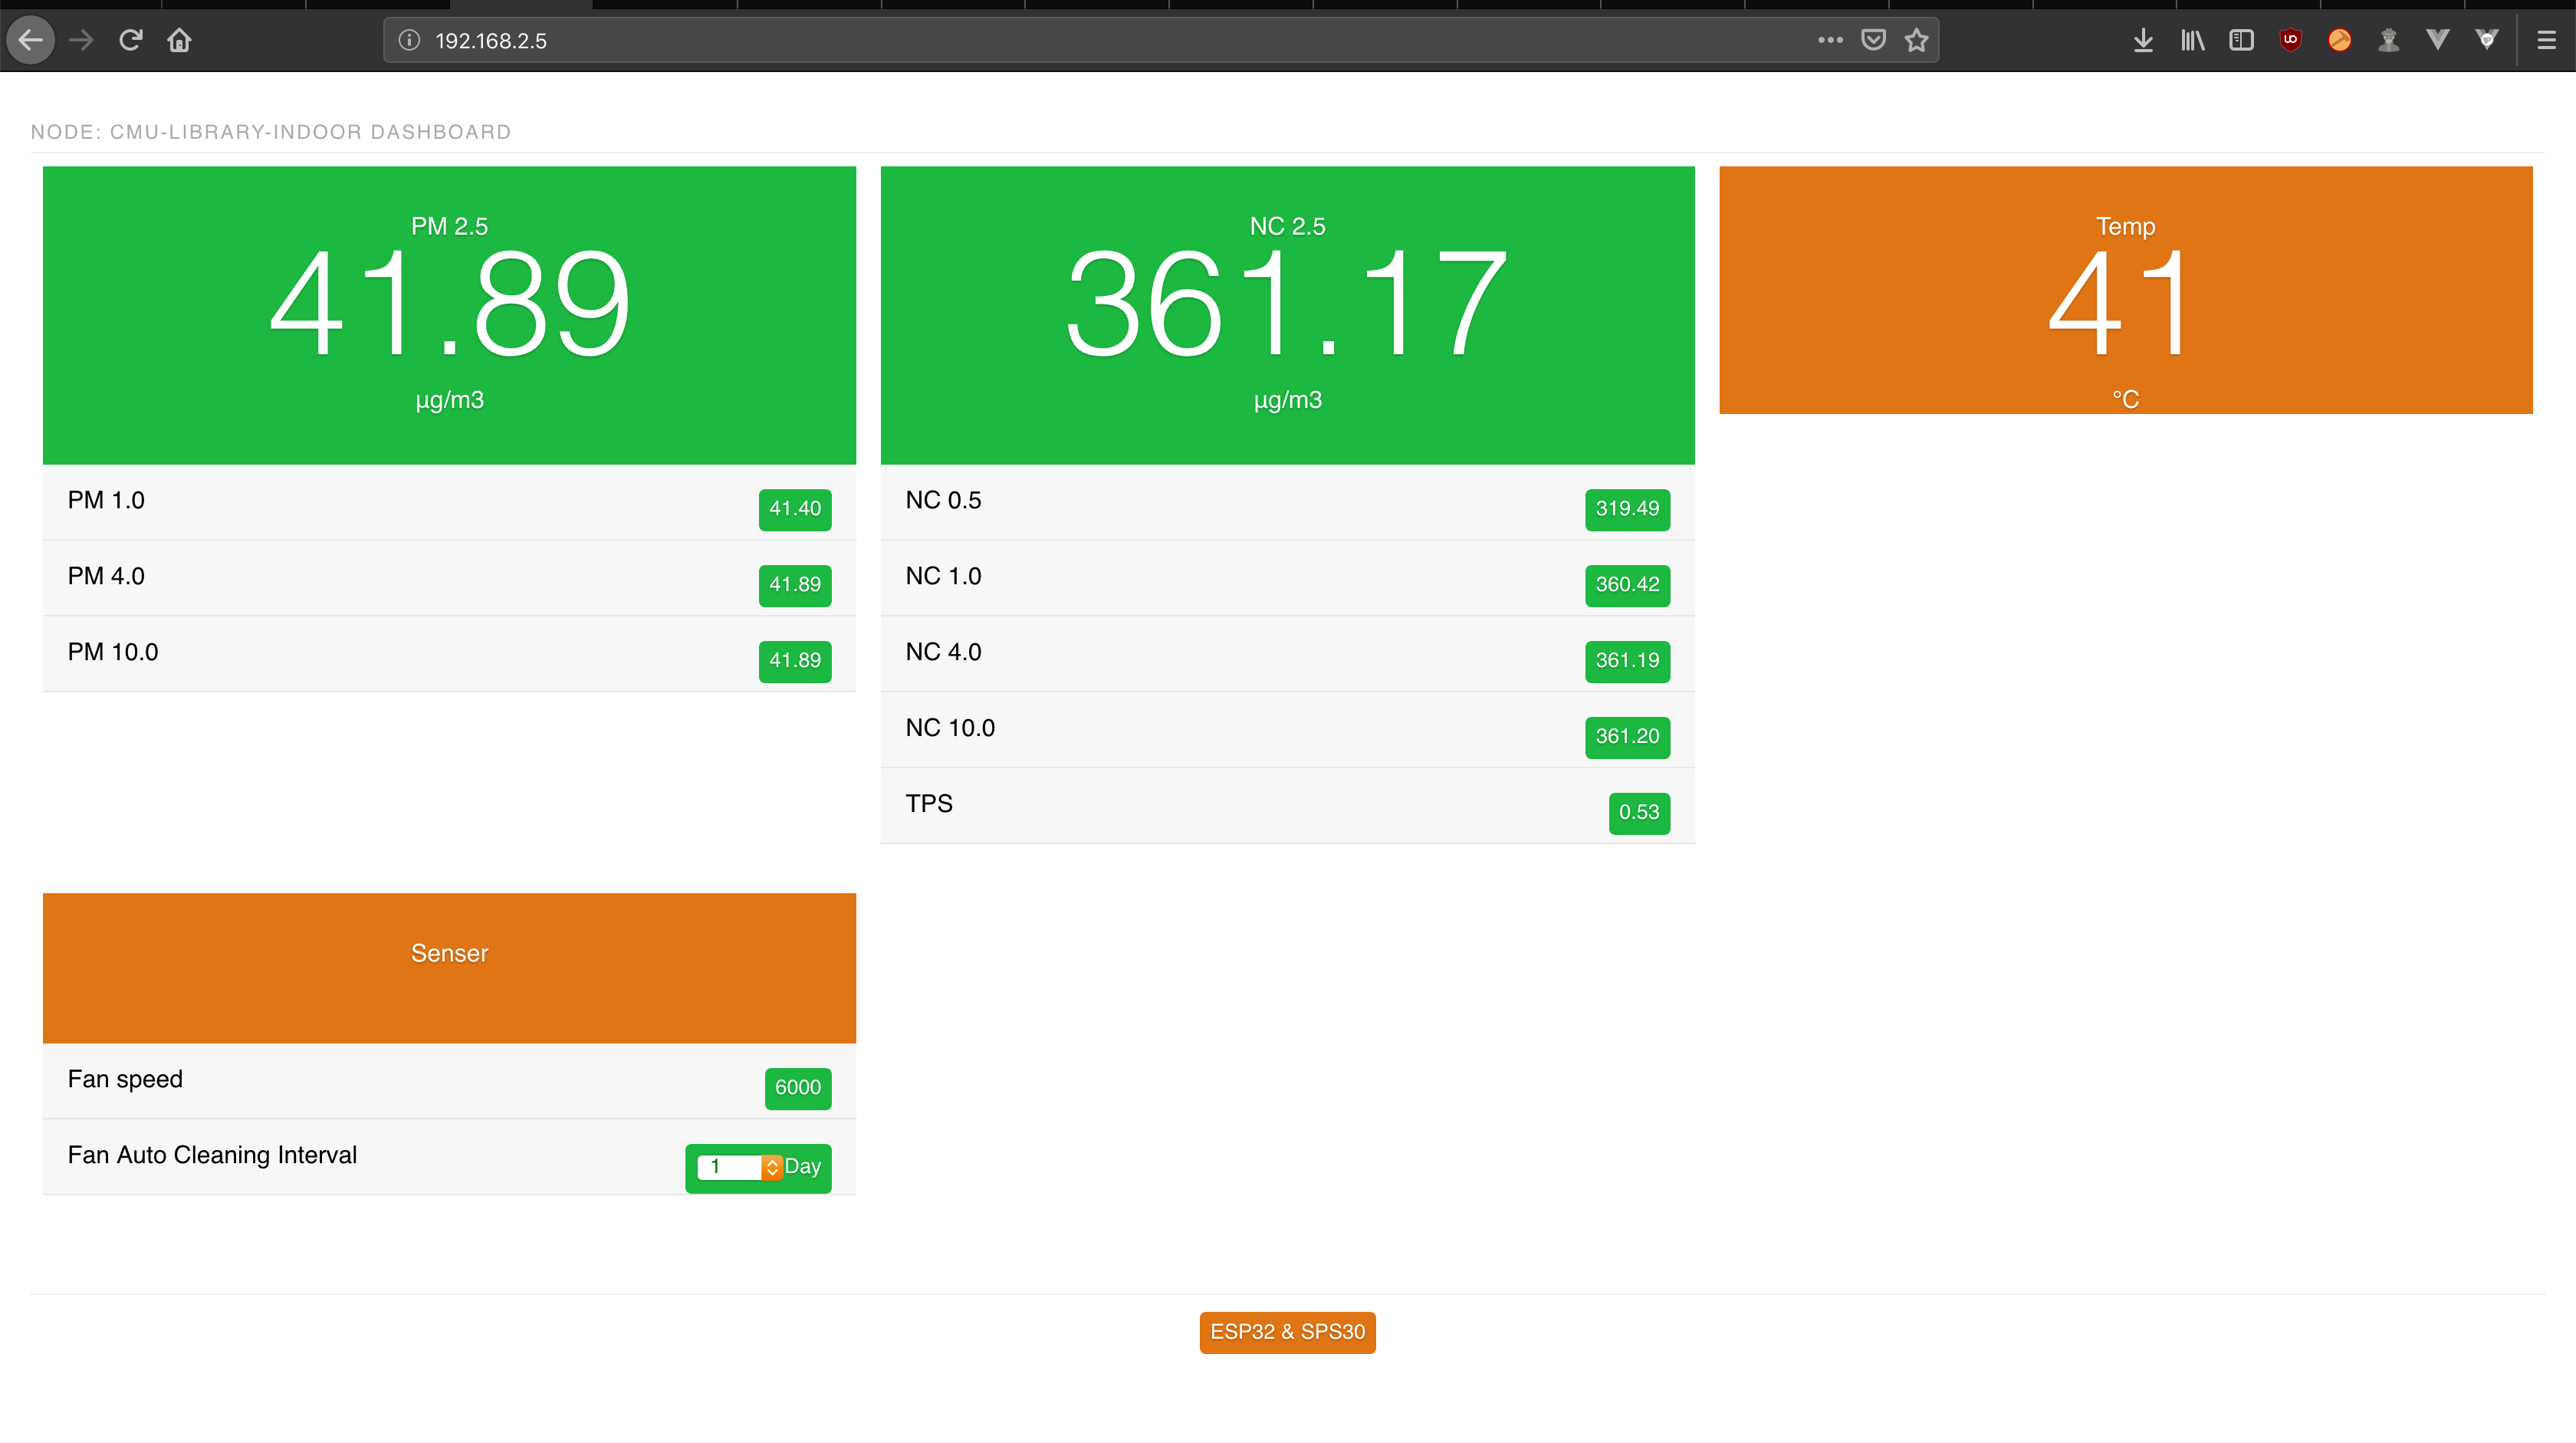 192.168.2.5
NODE: CMU-LIBRARY-INDOOR DASHBOARD
PM 2.5
41.89
µg/m3
PM 1.0 41.40
PM 4.0 41.89
PM 10.0 41.89
NC 2.5
361.17
µg/m3
NC 0.5 319.49
NC 1.0 360.42
NC 4.0 361.19
NC 10.0 361.20
TPS 0.53
Temp
41
°C
Senser
Fan speed 6000
Fan Auto Cleaning Interval 1 Day
ESP32 & SPS30